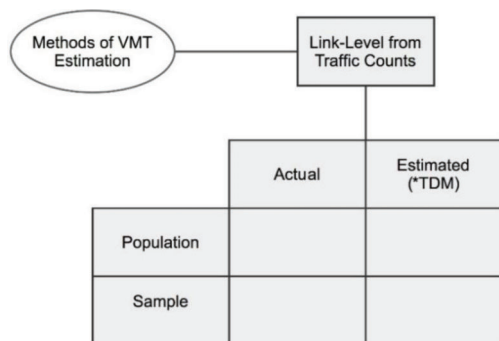 Methods of VMT
Estimation
Link-Level from
Traffic Counts
Actual
Estimated
(*TDM)
Population
Sample